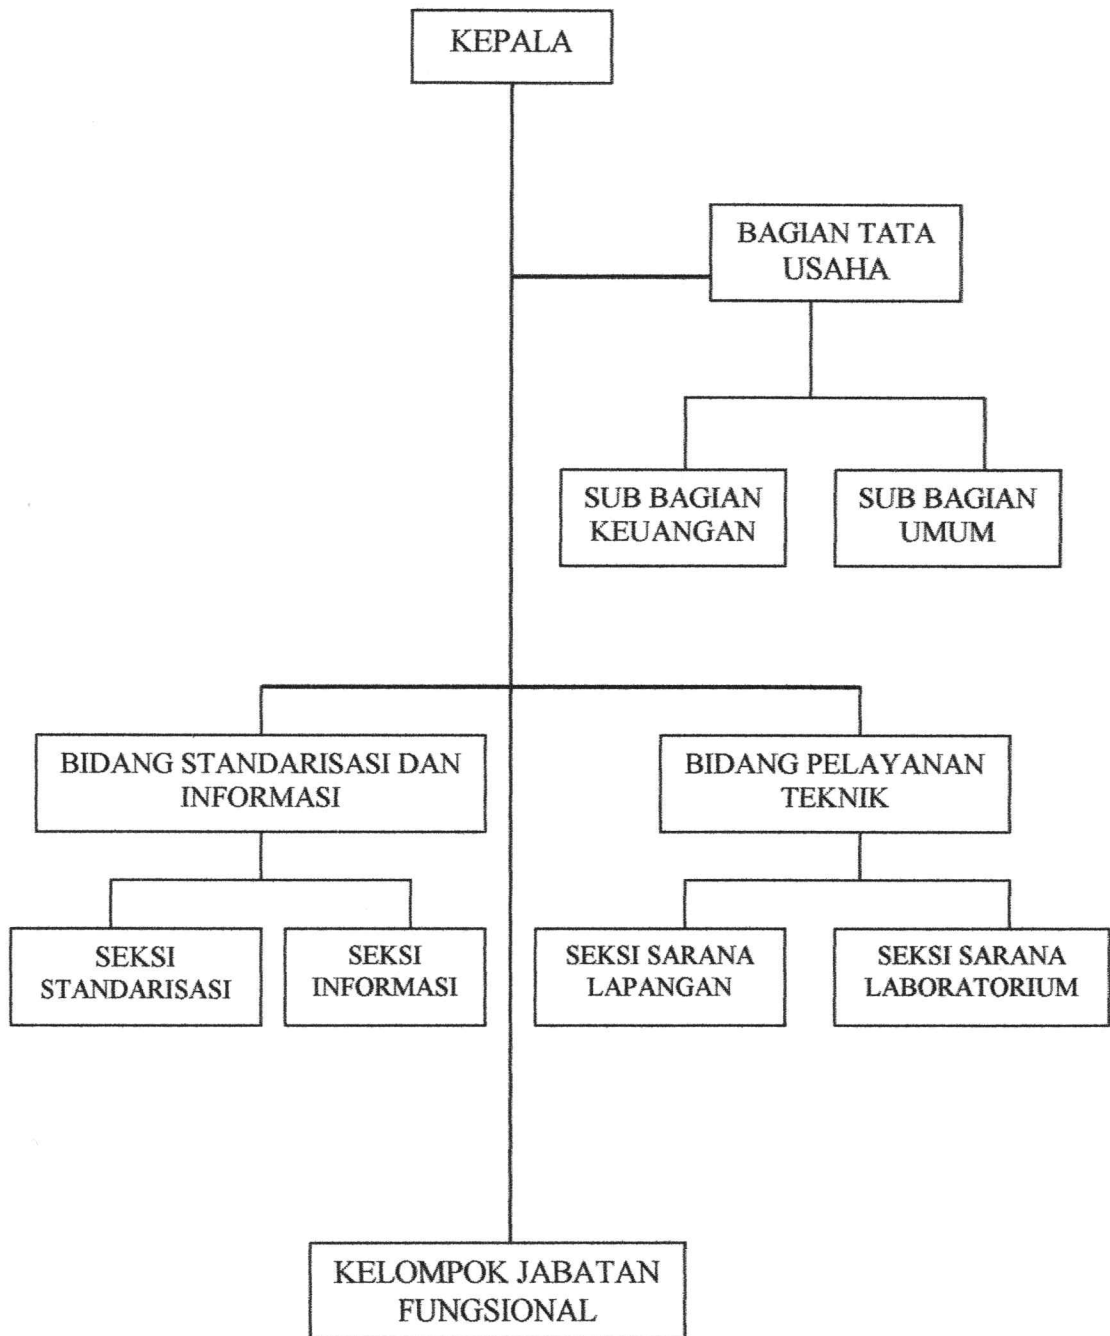 KEPALA
BAGIAN TATA
USAHA
SUB BAGIAN
KEUANGAN
SUB BAGIAN
UMUM
BIDANG STANDARISASI DAN
INFORMASI
BIDANG PELAYANAN
TEKNIK
SEKSI
STANDARISASI
SEKSI
INFORMASI
SEKSI SARANA
LAPANGAN
SEKSI SARANA
LABORATORIUM
KELOMPOK JABATAN
FUNGSIONAL